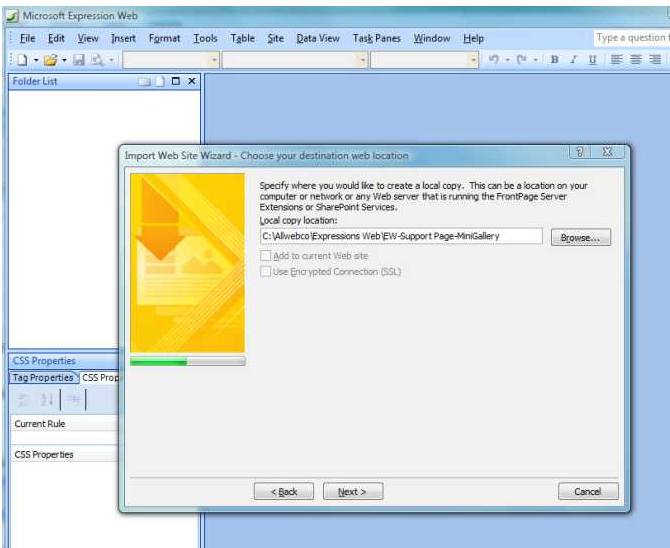 Microsoft Expression Web
File Edit View Insert Format Tools Table Site Data View Task Panes Window Help Type a question f
B I U
Folder List
Import Web Site Wizard - Choose your destination web location
Specify where you would like to create a local copy. This can be a location on your
computer or network or any Web server that is running the FrontPage Server
Extensions or SharePoint Services.
Local copy location:
C:\Allwebco\Expressions Web\EW-Support Page-MiniGallery Browse...
Add to current Web site
Use Encrypted Connection (SSL)
CSS Properties
Tag Properties CSS Prop
Current Rule
CSS Properties
< Back Next > Cancel